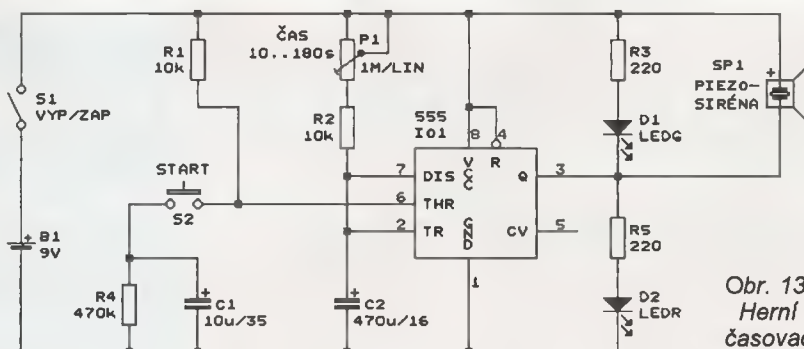 R1
10k
ČAS
10..180s
P1
1M/LIN
R3
220
SP1
PIEZO-
SIRÉNA
S1
VYP/ZAP
R2
10k
555
IO1
8
4
D1
LEDG
START
S2
7
DIS
VCC
R
Q
3
6
THR
2
TR
GND
CV
5
R5
220
B1
9V
1
R4
470k
C1
10u/35
C2
470u/16
D2
LEDR
Obr. 13
Herní
časovač